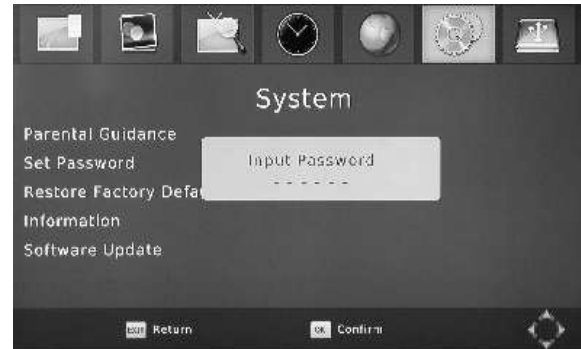 System
Parental Guidance
Set Password
Input Password
- - - - - -
Restore Factory Defa
Information
Software Update
EXIT Return
OK Confirm